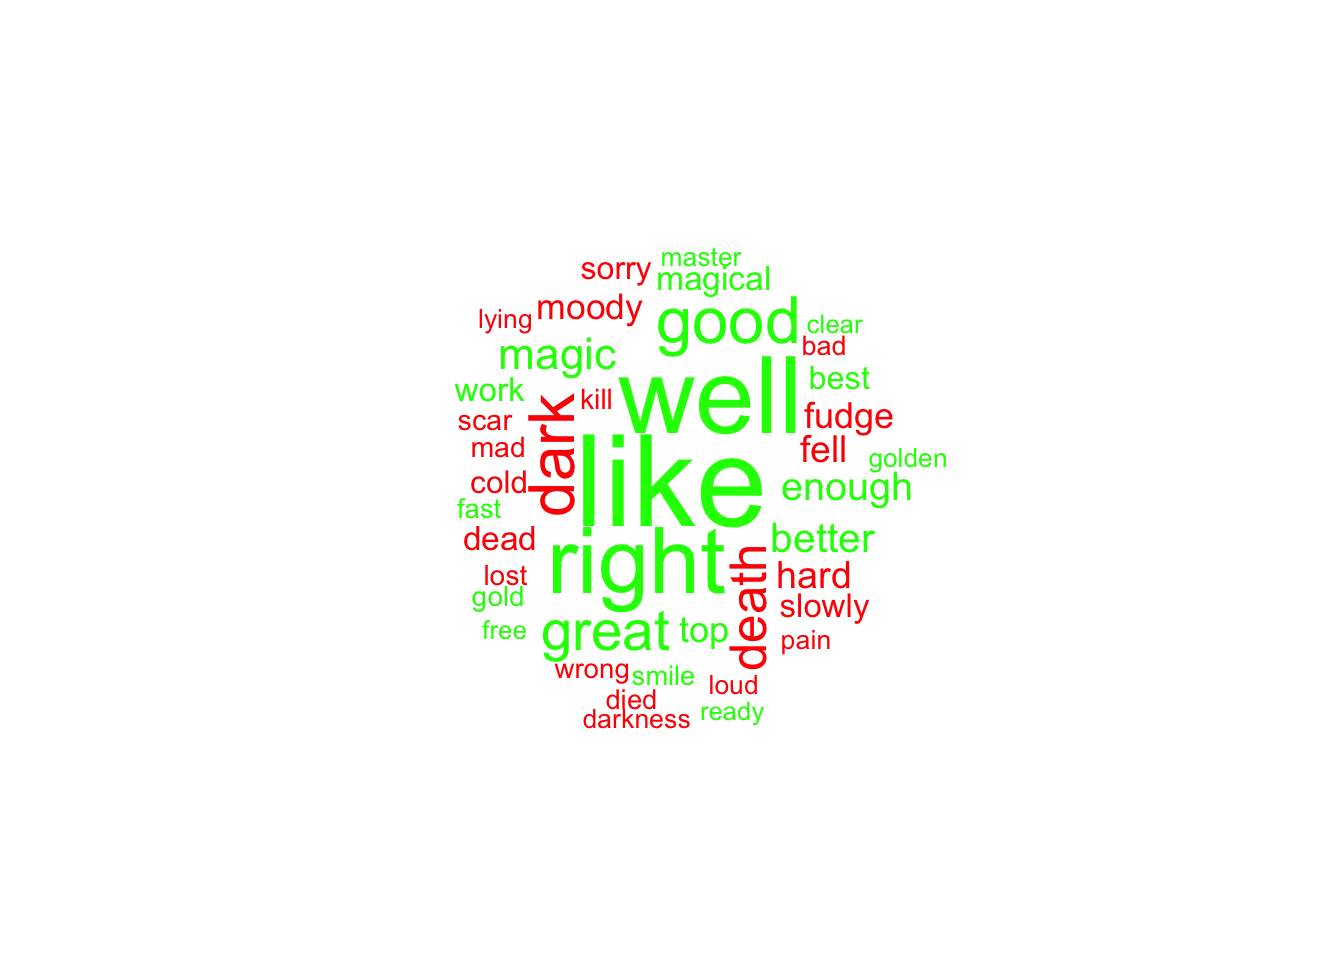 master
sorry
magical
moody
lying
good
clear
bad
magic
well
best
work
kill
fudge
scar
dark
mad
fell
golden
like
cold
enough
fast
dead
better
right
lost
hard
gold
slowly
death
free
great
top
pain
wrong
smile
loud
died
ready
darkness